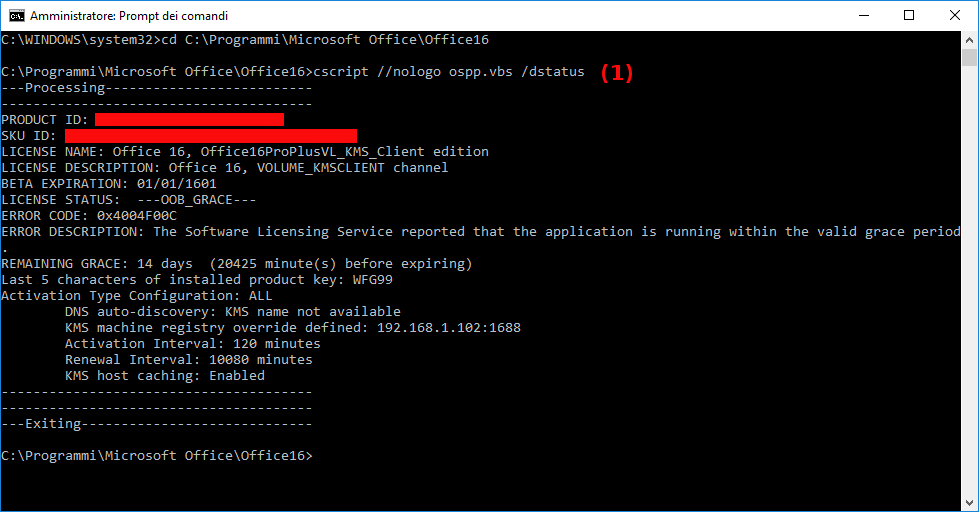 Amministratore: Prompt dei comandi
C:\WINDOWS\system32>cd C:\Programmi\Microsoft Office\Office16
C:\Programmi\Microsoft Office\Office16>cscript //nologo ospp.vbs /dstatus (1)
---Processing--------------------------
---------------------------------------
PRODUCT ID:
SKU ID:
LICENSE NAME: Office 16, Office16ProPlusVL_KMS_Client edition
LICENSE DESCRIPTION: Office 16, VOLUME_KMSCLIENT channel
BETA EXPIRATION: 01/01/1601
LICENSE STATUS:  ---OOB_GRACE---
ERROR CODE: 0x4004F00C
ERROR DESCRIPTION: The Software Licensing Service reported that the application is running within the valid grace period
.
REMAINING GRACE: 14 days  (20425 minute(s) before expiring)
Last 5 characters of installed product key: WFG99
Activation Type Configuration: ALL
        DNS auto-discovery: KMS name not available
        KMS machine registry override defined: 192.168.1.102:1688
        Activation Interval: 120 minutes
        Renewal Interval: 10080 minutes
        KMS host caching: Enabled
---------------------------------------
---------------------------------------
---Exiting-----------------------------
C:\Programmi\Microsoft Office\Office16>